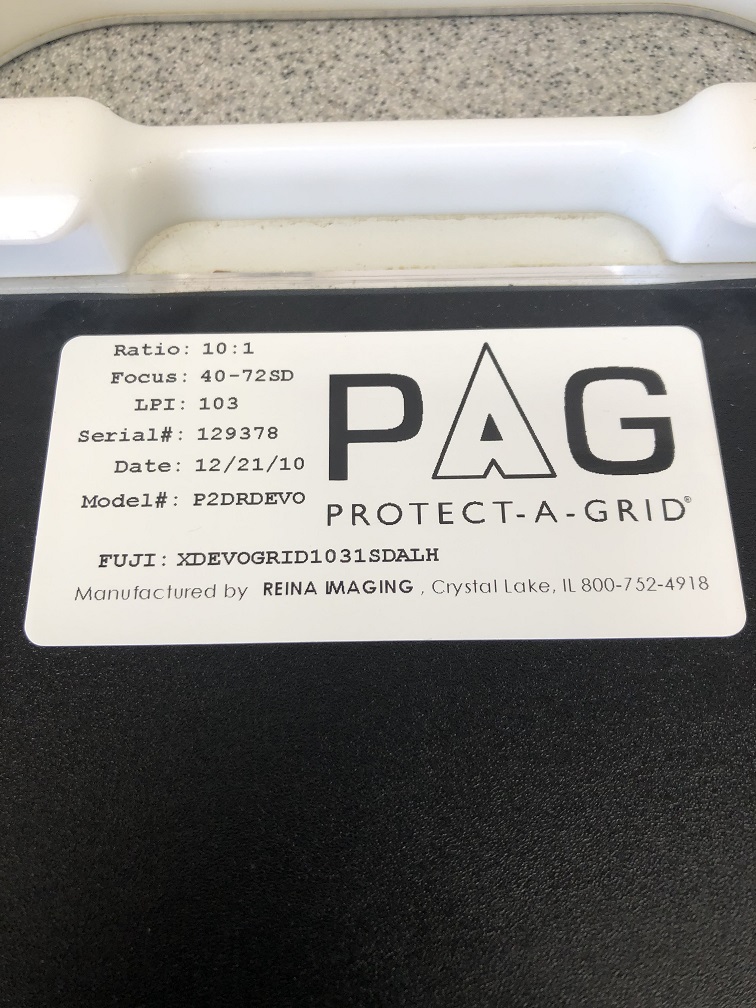 Ratio: 10:1
Focus: 40-72SD
LPI: 103
Serial#: 129378
Date: 12/21/10
Model#: P2DRDEVO
PAG
PROTECT-A-GRID®
FUJI: XDEVOGRID1031SDALH
Manufactured by REINA IMAGING, Crystal Lake, IL 800-752-4918